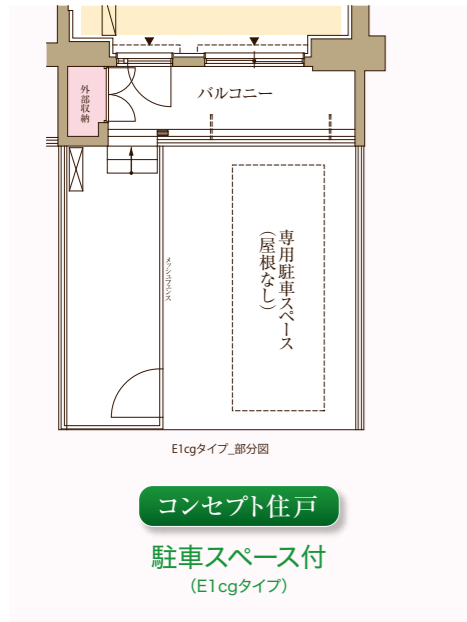 外部収納
バルコニー
メッシュフェンス
専用駐車スペース
（屋根なし）
E1cgタイプ_部分図
コンセプト住戸
駐車スペース付
（E1cgタイプ）